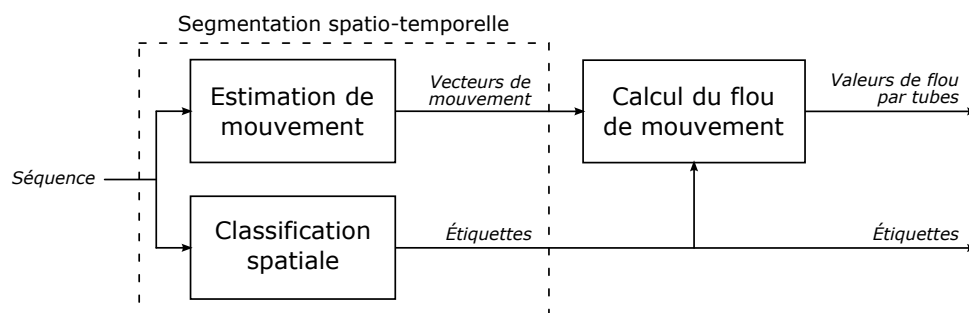 Segmentation spatio-temporelle
Estimation de
mouvement
Vecteurs de
mouvement
Calcul du flou
de mouvement
Valeurs de flou
par tubes
Séquence
Classification
spatiale
Étiquettes
Étiquettes